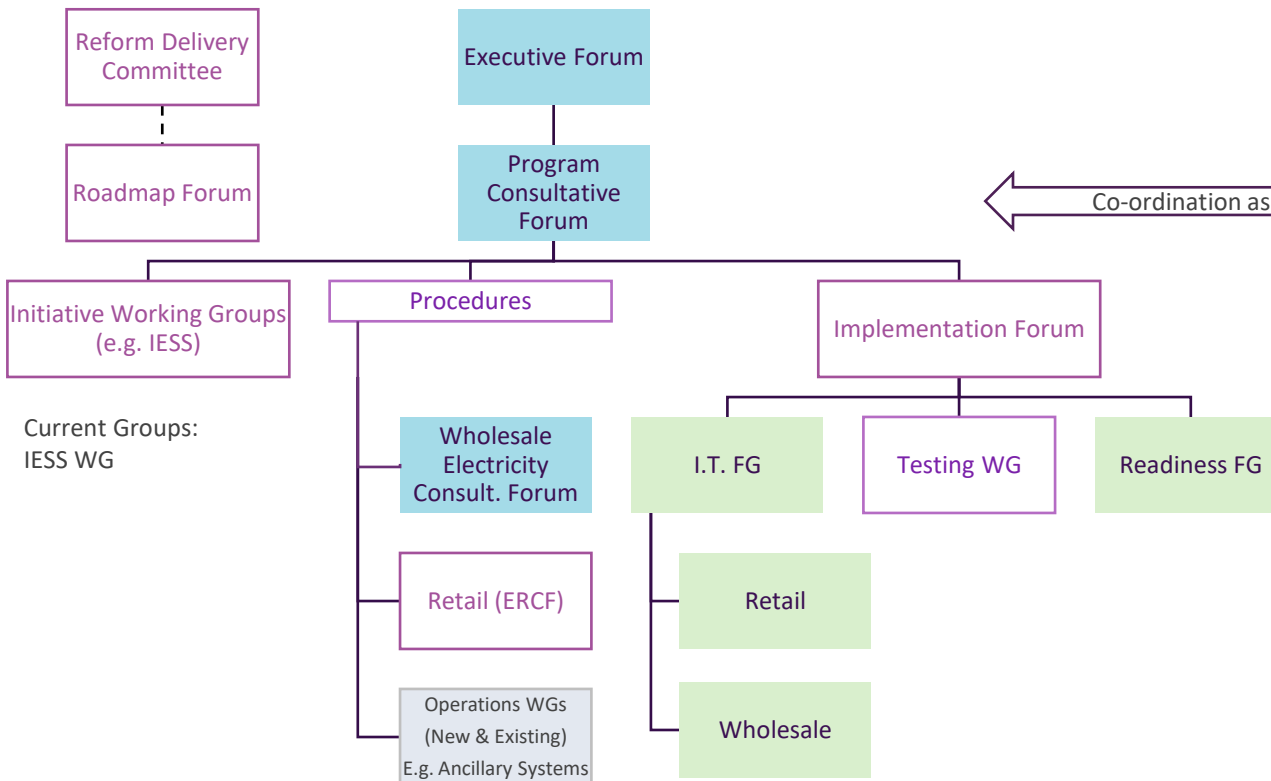 Reform Delivery
Committee
Executive Forum
Roadmap Forum
Program
Consultative
Forum
Co-ordination as
Initiative Working Groups
(e.g. IESS)
Procedures
Implementation Forum
Current Groups:
IESS WG
Wholesale
Electricity
Consult. Forum
I.T. FG
Testing WG
Readiness FG
Retail (ERCF)
Retail
Operations WGs
(New & Existing)
E.g. Ancillary Systems
Wholesale